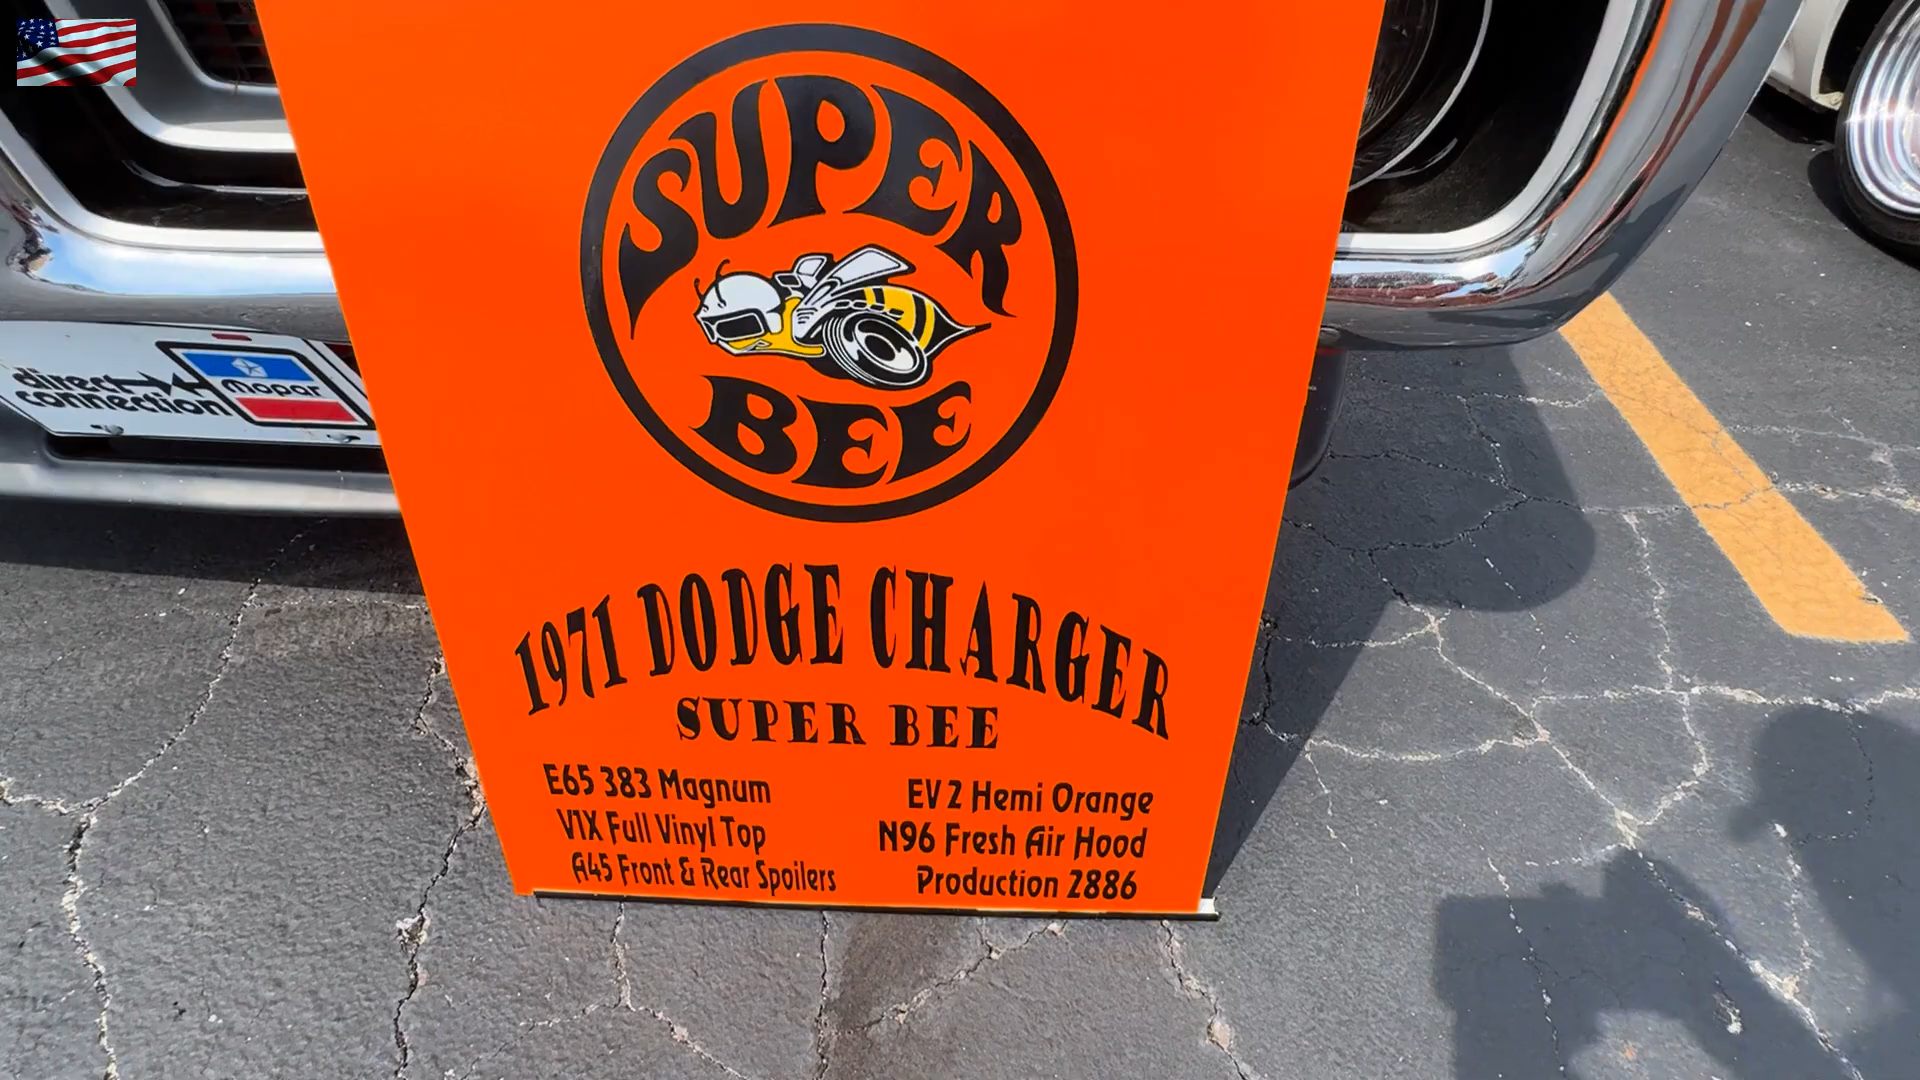 SUPER
BEE
direct
connection
mopar
1971 DODGE CHARGER
SUPER BEE
E65 383 Magnum
V1X Full Vinyl Top
A45 Front & Rear Spoilers
EV2 Hemi Orange
N96 Fresh Air Hood
Production 2886